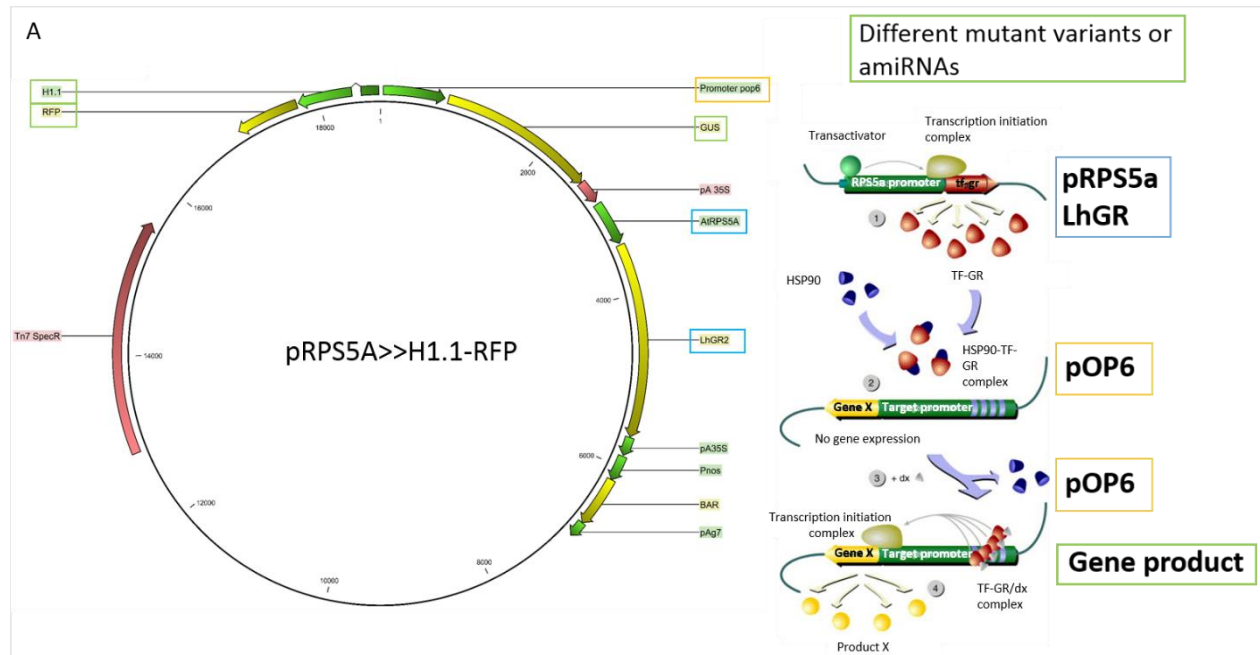 A
H1.1
RFP
Tn7 SpecR
Promoter pop6
GUS
pA 35S
AtRPS5A
LhGR2
pA35S
Pnos
BAR
pAg7
1
2000
4000
6000
8000
10000
12000
14000
16000
18000
pRPS5A>>H1.1-RFP
Different mutant variants or
amiRNAs
Transactivator
Transcription initiation
complex
RPS5a promoter
tf-gr
1
TF-GR
pRPS5a
LhGR
HSP90
HSP90-TF-
GR
complex
2
Gene X
Target promoter
pOP6
No gene expression
3
+ dx
pOP6
Transcription initiation
complex
Gene X
Target promoter
4
TF-GR/dx
complex
Product X
Gene product